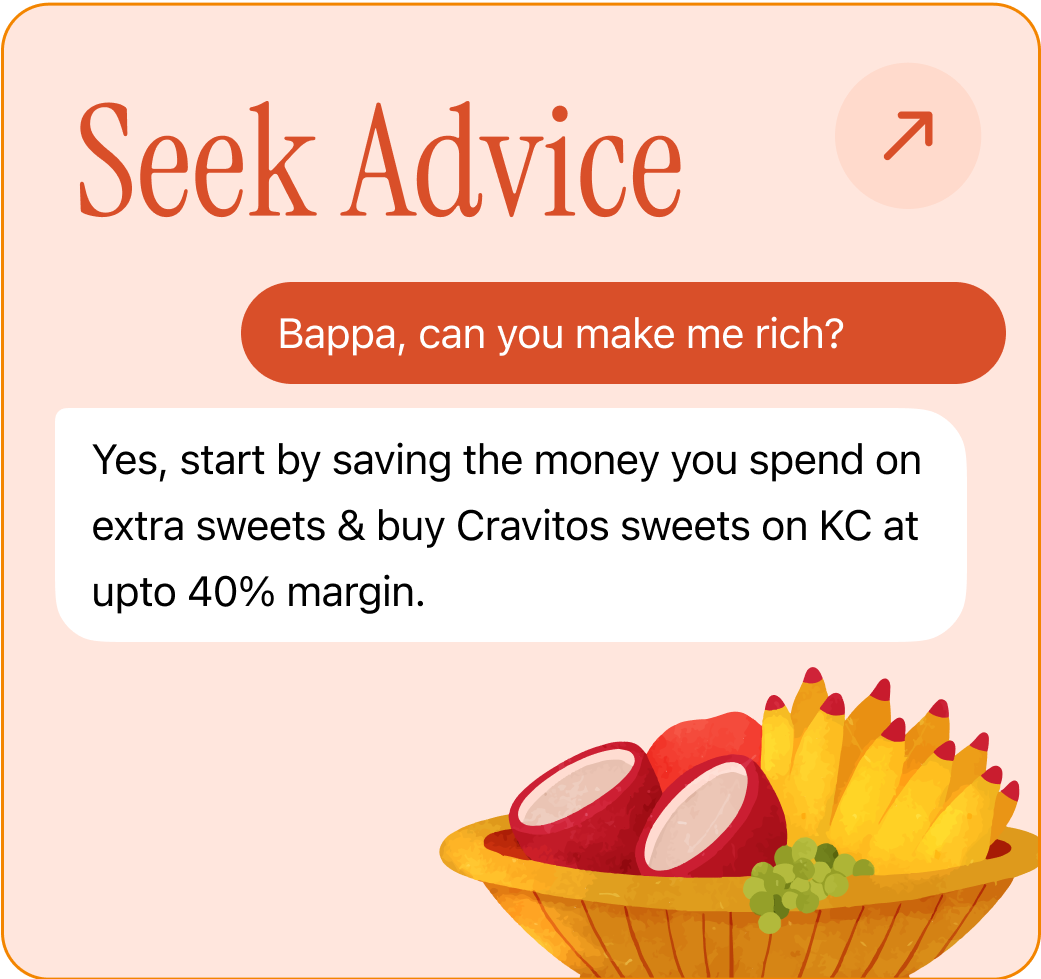 Seek Advice
Bappa, can you make me rich?
Yes, start by saving the money you spend on
extra sweets & buy Cravitos sweets on KC at
upto 40% margin.